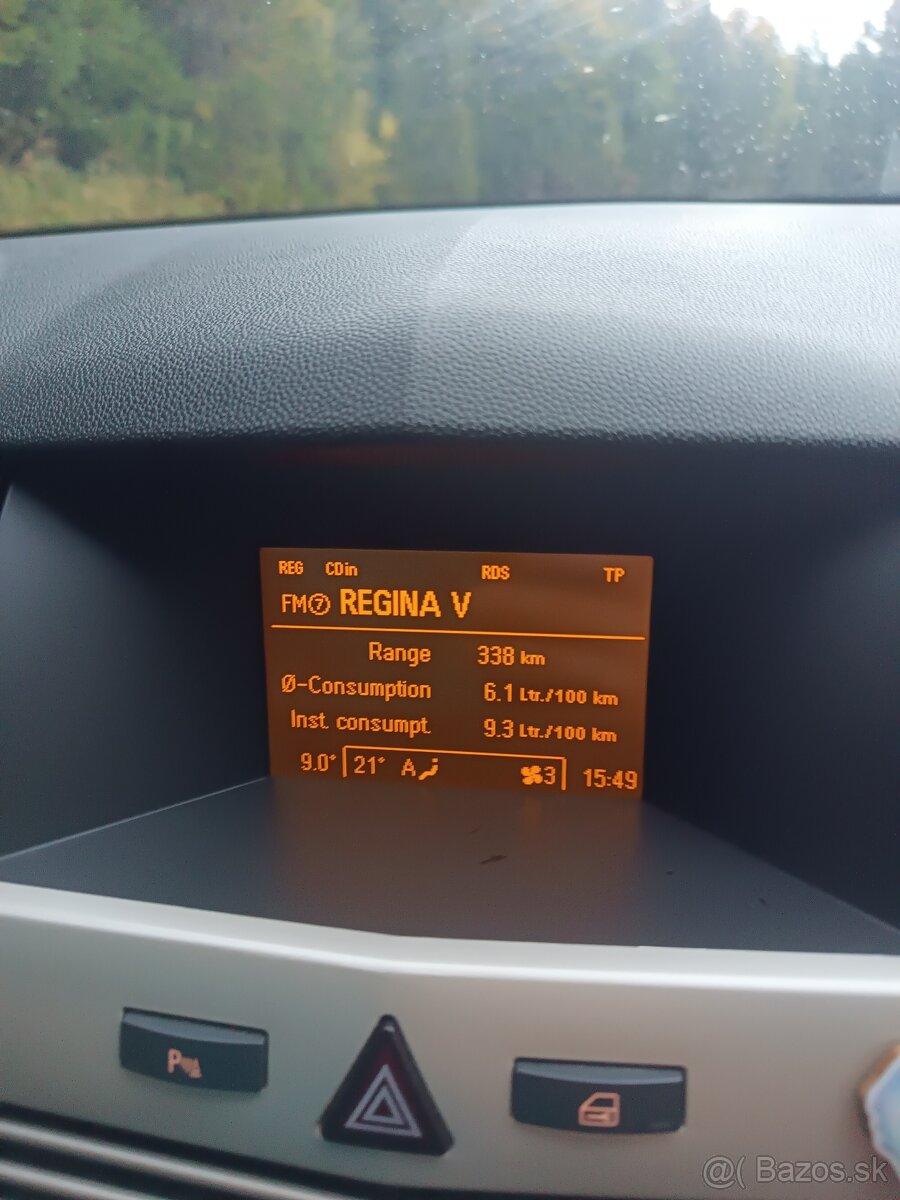 REG CDin RDS TP
FM⑦ REGINA V
Range 338 km
Ø-Consumption 6.1 Ltr./100 km
Inst. consumpt. 9.3 Ltr./100 km
9.0° 21° A 3 15:49
P
@( Bazos.sk